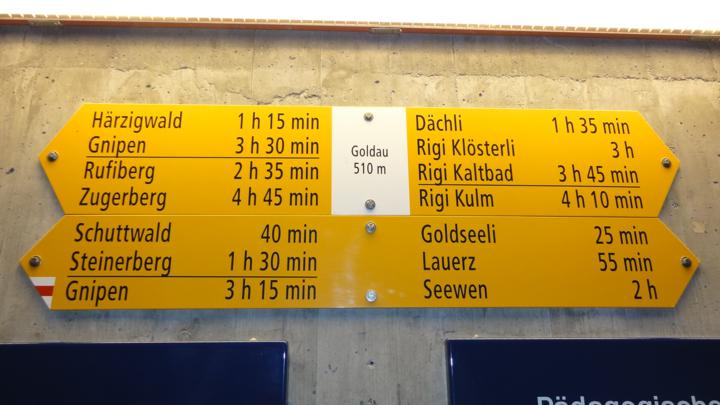 Härzigwald 1 h 15 min
Gnipen 3 h 30 min
Rufiberg 2 h 35 min
Zugerberg 4 h 45 min
Goldau
510 m
Dächli 1 h 35 min
Rigi Klösterli 3 h
Rigi Kaltbad 3 h 45 min
Rigi Kulm 4 h 10 min
Schuttwald 40 min
Steinerberg 1 h 30 min
Gnipen 3 h 15 min
Goldseeli 25 min
Lauerz 55 min
Seewen 2 h